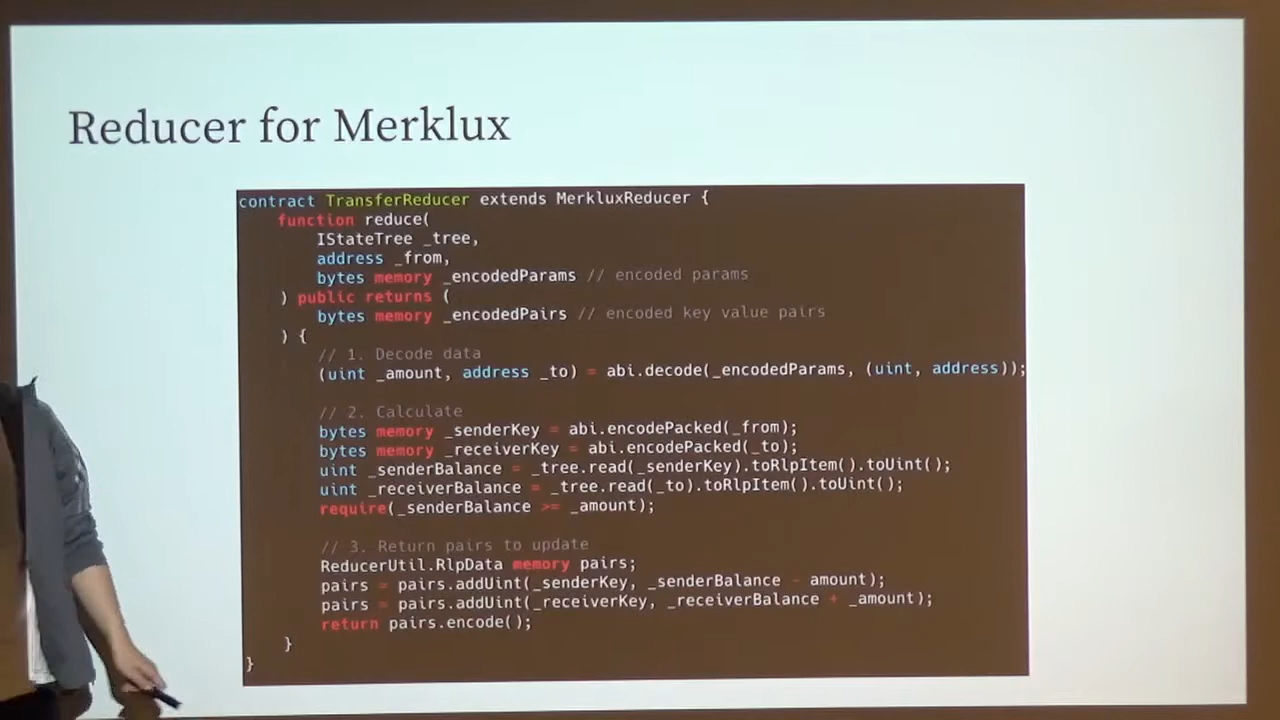 Reducer for Merklux
contract TransferReducer extends MerkluxReducer {
function reduce(
IStateTree _tree,
address _from,
bytes memory _encodedParams // encoded params
) public returns (
bytes memory _encodedPairs // encoded key value pairs
) {
// 1. Decode data
(uint _amount, address _to) = abi.decode(_encodedParams, (uint, address));
// 2. Calculate
bytes memory _senderKey = abi.encodePacked(_from);
bytes memory _receiverKey = abi.encodePacked(_to);
uint _senderBalance = _tree.read(_senderKey).toRlpItem().toUint();
uint _receiverBalance = _tree.read(_to).toRlpItem().toUint();
require(_senderBalance >= _amount);
// 3. Return pairs to update
ReducerUtil.RlpData memory pairs;
pairs = pairs.addUint(_senderKey, _senderBalance - amount);
pairs = pairs.addUint(_receiverKey, _receiverBalance + _amount);
return pairs.encode();
}
}